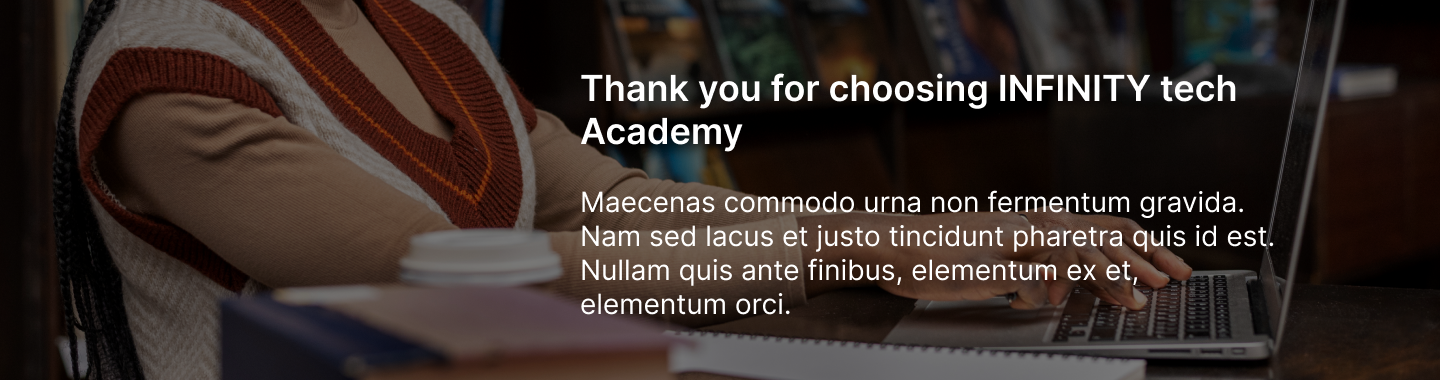 Thank you for choosing INFINITY tech
Academy
Maecenas commodo urna non fermentum gravida.
Nam sed lacus et justo tincidunt pharetra quis id est.
Nullam quis ante finibus, elementum ex et,
elementum orci.